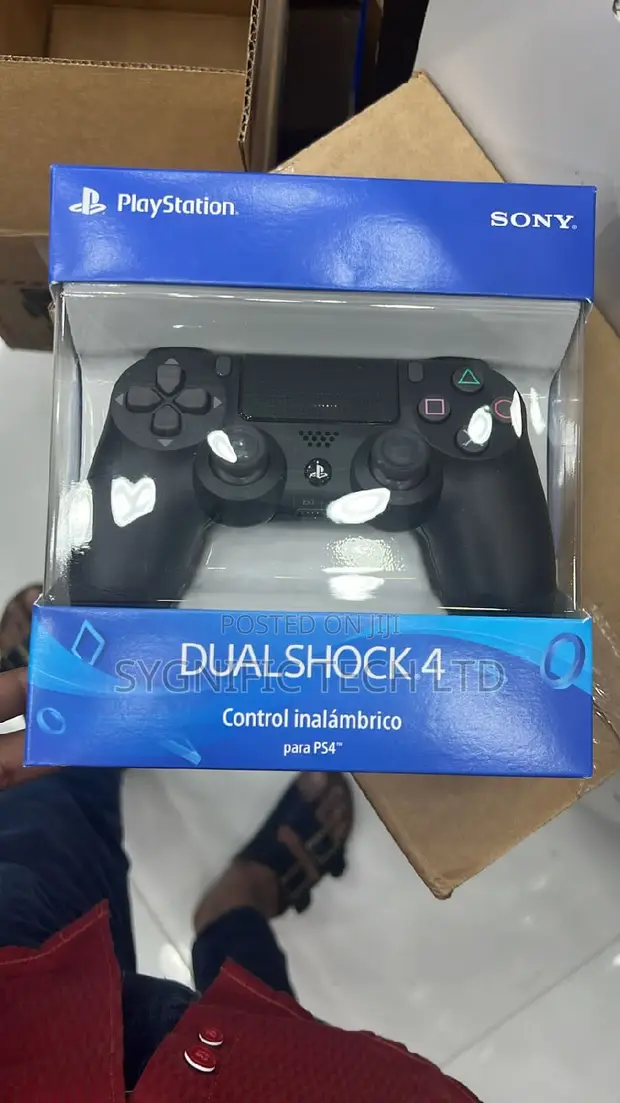 PlayStation
SONY
POSTED ON JIJI
DUALSHOCK 4
SYGNIFIC TECH LTD
Control inalámbrico
para PS4™